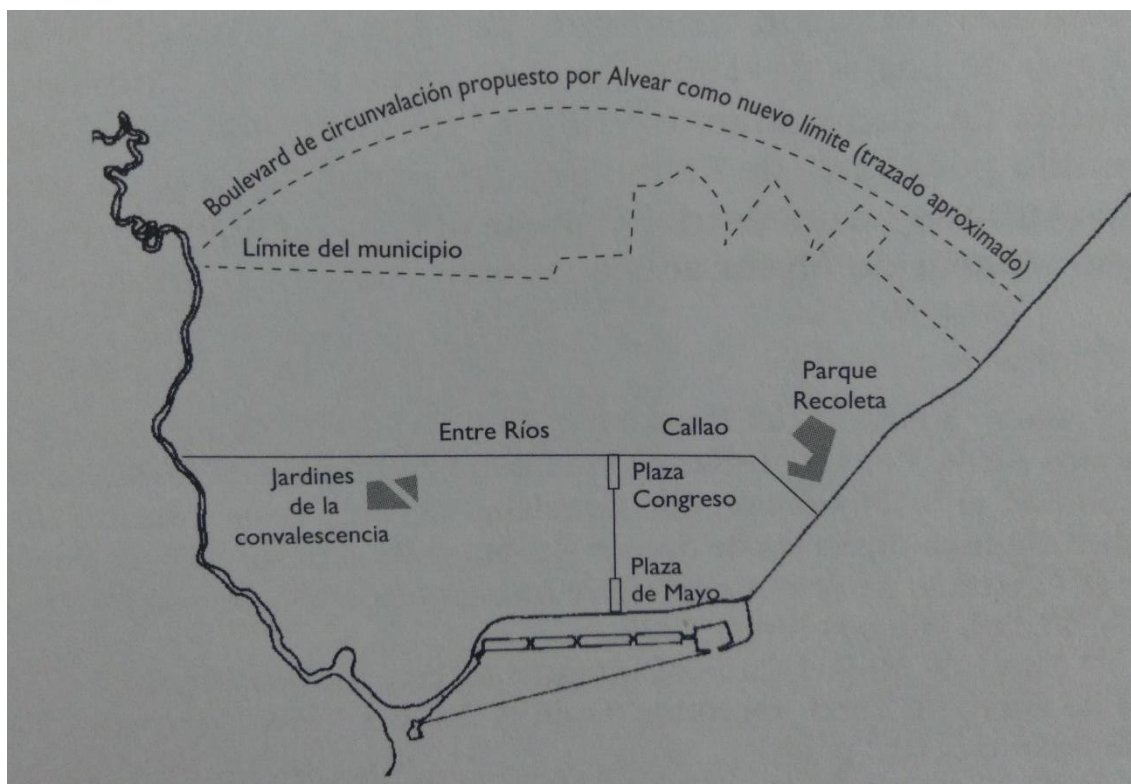 Boulevard de circunvalación propuesto por Alvear como nuevo límite (trazado aproximado)
Límite del municipio
Parque
Recoleta
Entre Ríos
Callao
Jardines
de la
convalescencia
Plaza
Congreso
Plaza
de Mayo